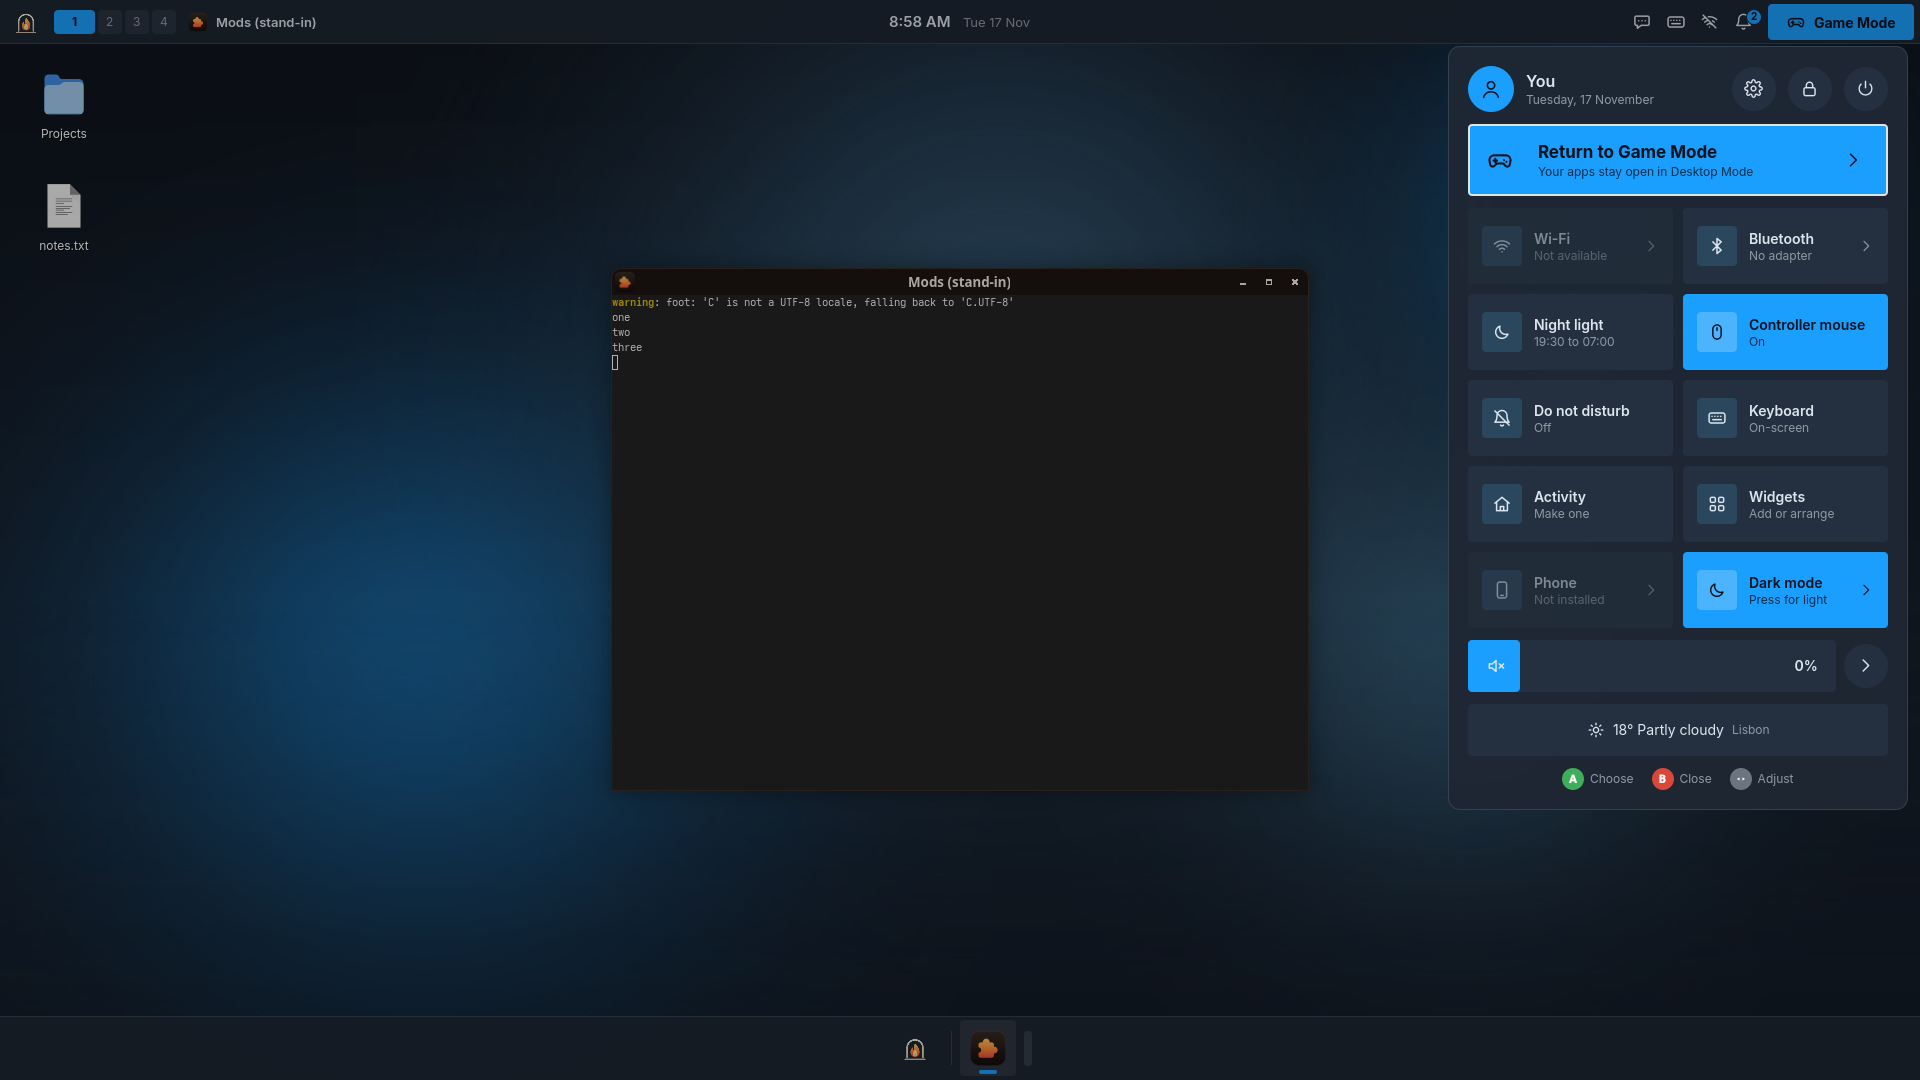 1 2 3 4 Mods (stand-in)
8:58 AM Tue 17 Nov
2
Game Mode
Projects
notes.txt
Mods (stand-in)
warning: foot: 'C' is not a UTF-8 locale, falling back to 'C.UTF-8'
one
two
three
You
Tuesday, 17 November
Return to Game Mode
Your apps stay open in Desktop Mode
Wi-Fi
Not available
Bluetooth
No adapter
Night light
19:30 to 07:00
Controller mouse
On
Do not disturb
Off
Keyboard
On-screen
Activity
Make one
Widgets
Add or arrange
Phone
Not installed
Dark mode
Press for light
0%
18° Partly cloudy Lisbon
A Choose B Close Adjust